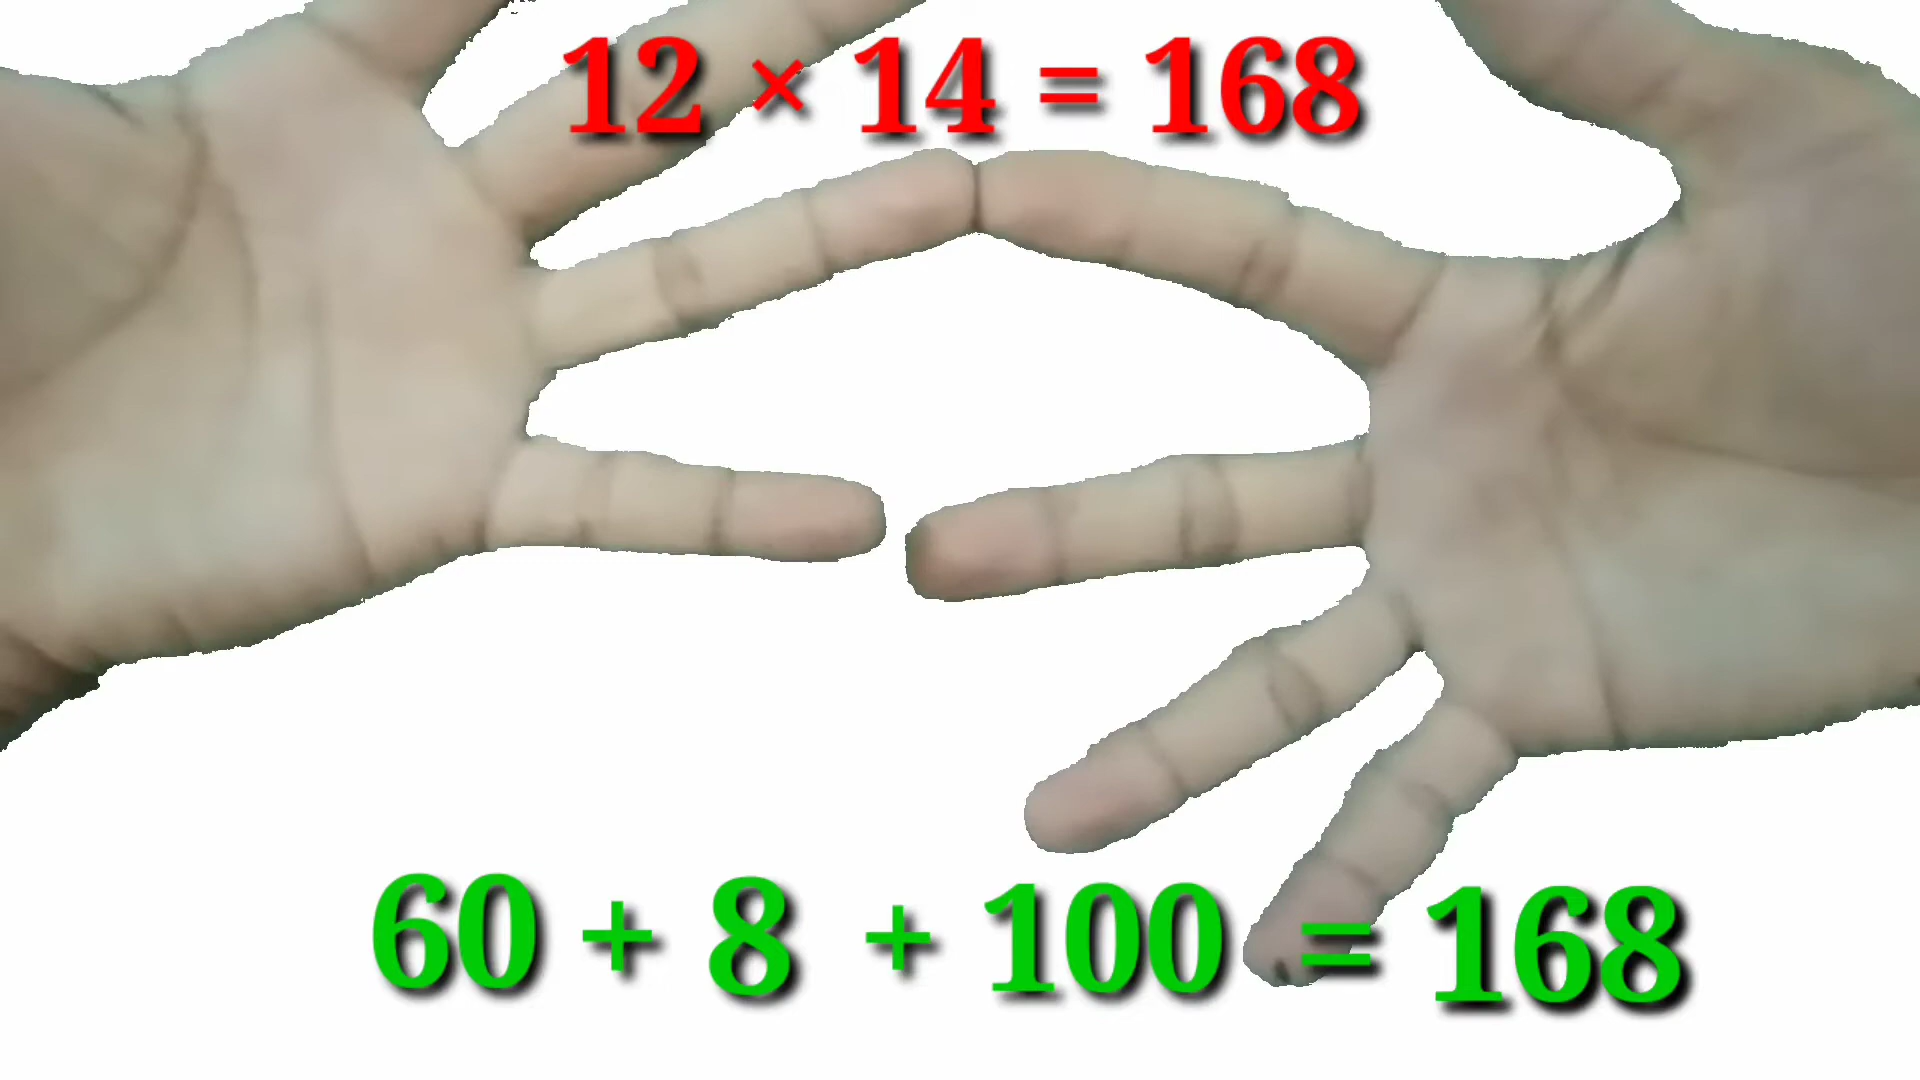 12 × 14 = 168
60 + 8 + 100 = 168